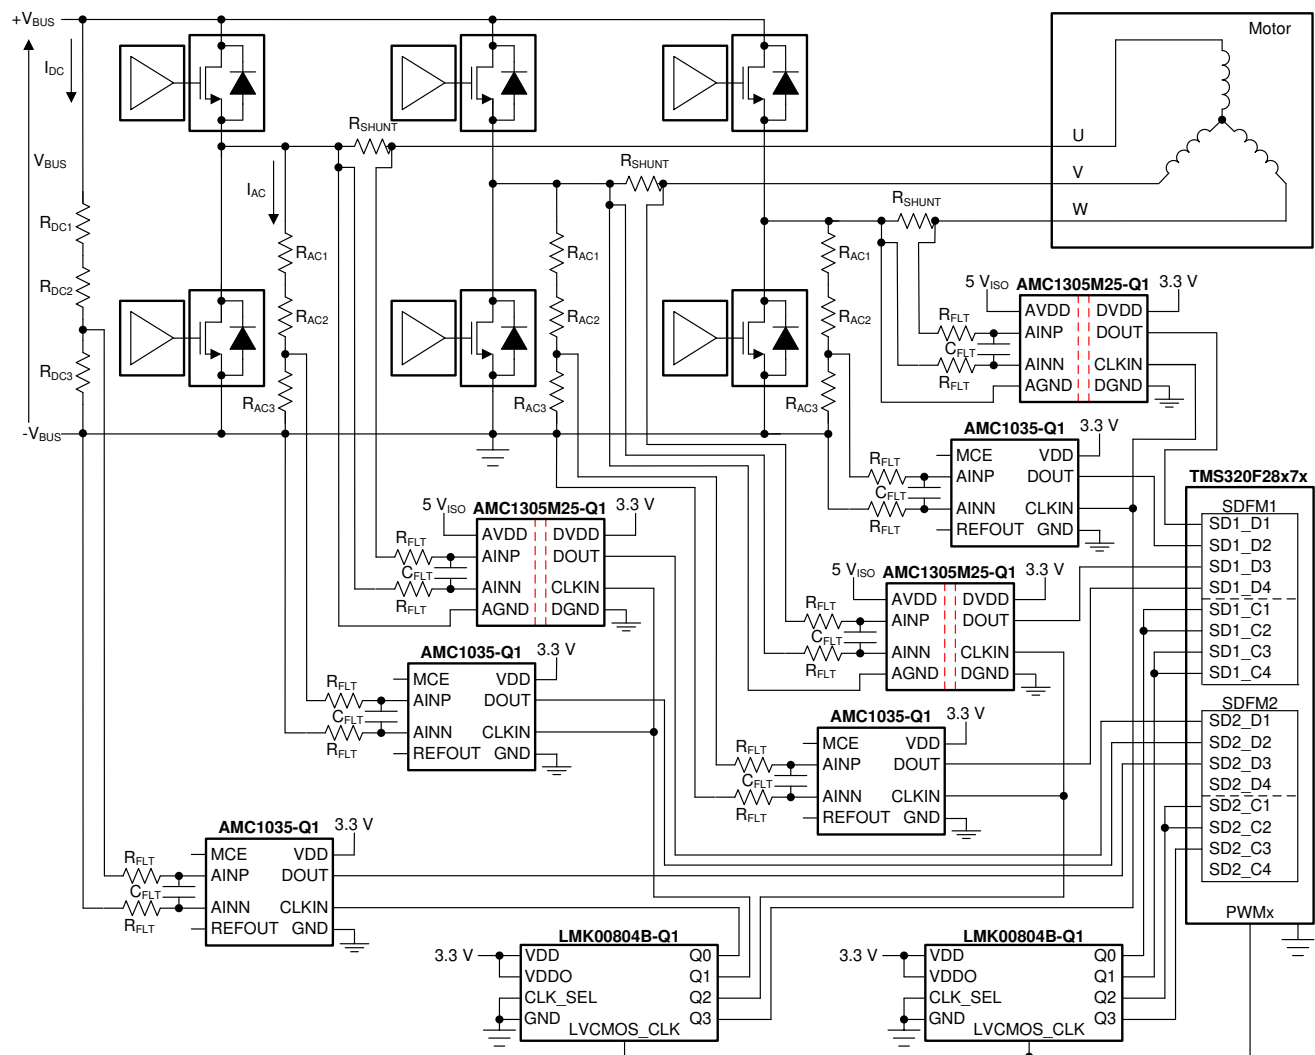 +VBUS
IDC
VBUS
RDC1
RDC2
RDC3
-VBUS
IAC
RAC1
RAC2
RAC3
RSHUNT
RAC1
RAC2
RAC3
RSHUNT
RAC1
RAC2
RAC3
RSHUNT
Motor
U
V
W
5 VISO
AMC1305M25-Q1
3.3 V
RFLT
CFLT
RFLT
AVDD
DVDD
AINP
DOUT
AINN
CLKIN
AGND
DGND
AMC1035-Q1
3.3 V
RFLT
CFLT
RFLT
MCE
VDD
AINP
DOUT
AINN
CLKIN
REFOUT
GND
5 VISO
AMC1305M25-Q1
3.3 V
RFLT
CFLT
RFLT
AVDD
DVDD
AINP
DOUT
AINN
CLKIN
AGND
DGND
5 VISO
AMC1305M25-Q1
3.3 V
RFLT
CFLT
RFLT
AVDD
DVDD
AINP
DOUT
AINN
CLKIN
AGND
DGND
AMC1035-Q1
3.3 V
RFLT
CFLT
RFLT
MCE
VDD
AINP
DOUT
AINN
CLKIN
REFOUT
GND
AMC1035-Q1
3.3 V
RFLT
CFLT
RFLT
MCE
VDD
AINP
DOUT
AINN
CLKIN
REFOUT
GND
AMC1035-Q1
3.3 V
RFLT
CFLT
RFLT
MCE
VDD
AINP
DOUT
AINN
CLKIN
REFOUT
GND
TMS320F28x7x
SDFM1
SD1_D1
SD1_D2
SD1_D3
SD1_D4
SD1_C1
SD1_C2
SD1_C3
SD1_C4
SDFM2
SD2_D1
SD2_D2
SD2_D3
SD2_D4
SD2_C1
SD2_C2
SD2_C3
SD2_C4
PWMx
LMK00804B-Q1
3.3 V
VDD
Q0
VDDO
Q1
CLK_SEL
Q2
GND
Q3
LVCMOS_CLK
LMK00804B-Q1
3.3 V
VDD
Q0
VDDO
Q1
CLK_SEL
Q2
GND
Q3
LVCMOS_CLK